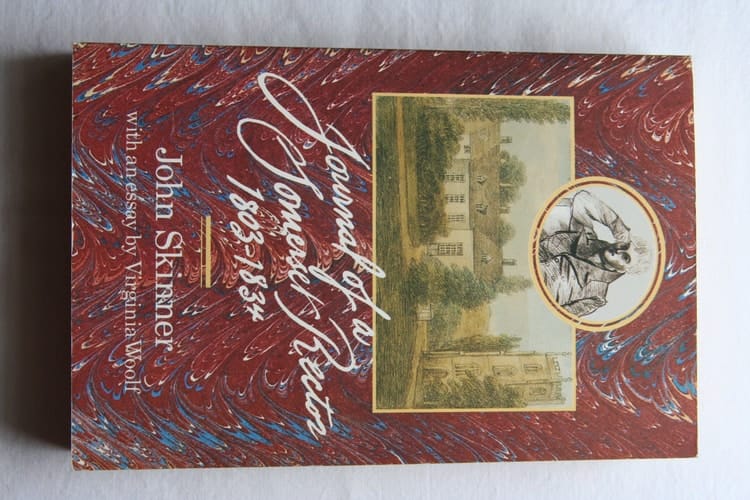 Journal of a
Somerset Rector
1803-1834
John Skinner
with an essay by Virginia Woolf